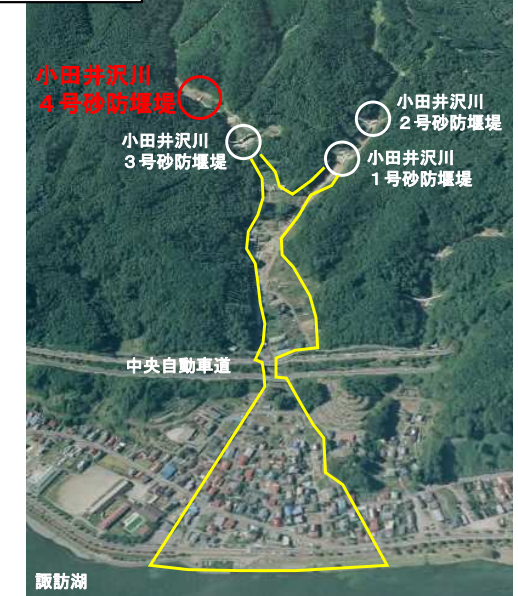 小田井沢川
４号砂防堰堤
小田井沢川
２号砂防堰堤
小田井沢川
３号砂防堰堤
小田井沢川
１号砂防堰堤
中央自動車道
諏訪湖